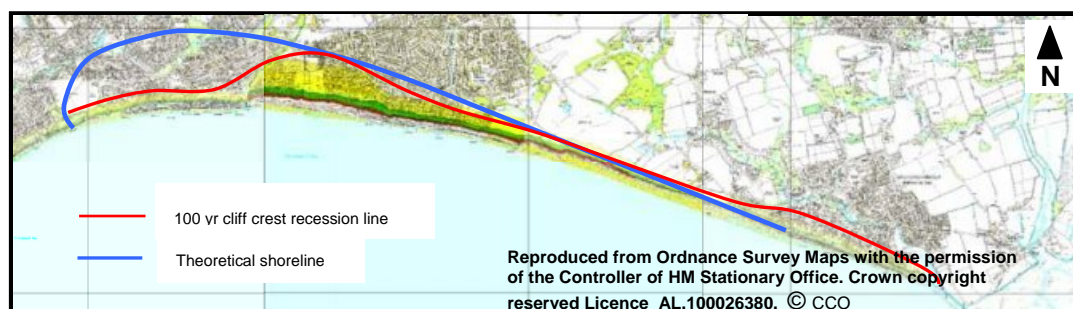 N
100 yr cliff crest recession line
Theoretical shoreline
Reproduced from Ordnance Survey Maps with the permission
of the Controller of HM Stationary Office. Crown copyright
reserved Licence AL.100026380. © CCO